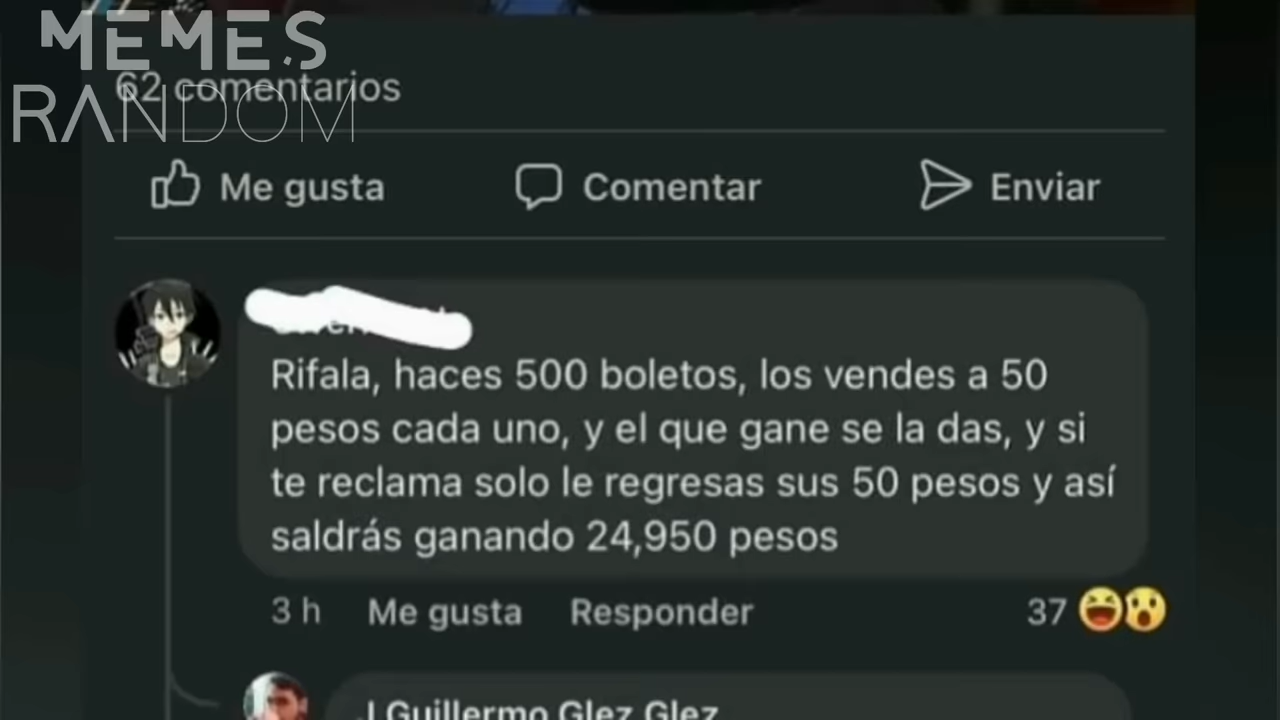 MEMES
RANDOM
62 comentarios
Me gusta
Comentar
Enviar
Rifala, haces 500 boletos, los vendes a 50
pesos cada uno, y el que gane se la das, y si
te reclama solo le regresas sus 50 pesos y así
saldrás ganando 24,950 pesos
3 h
Me gusta
Responder
37
J Guillermo Glez Glez